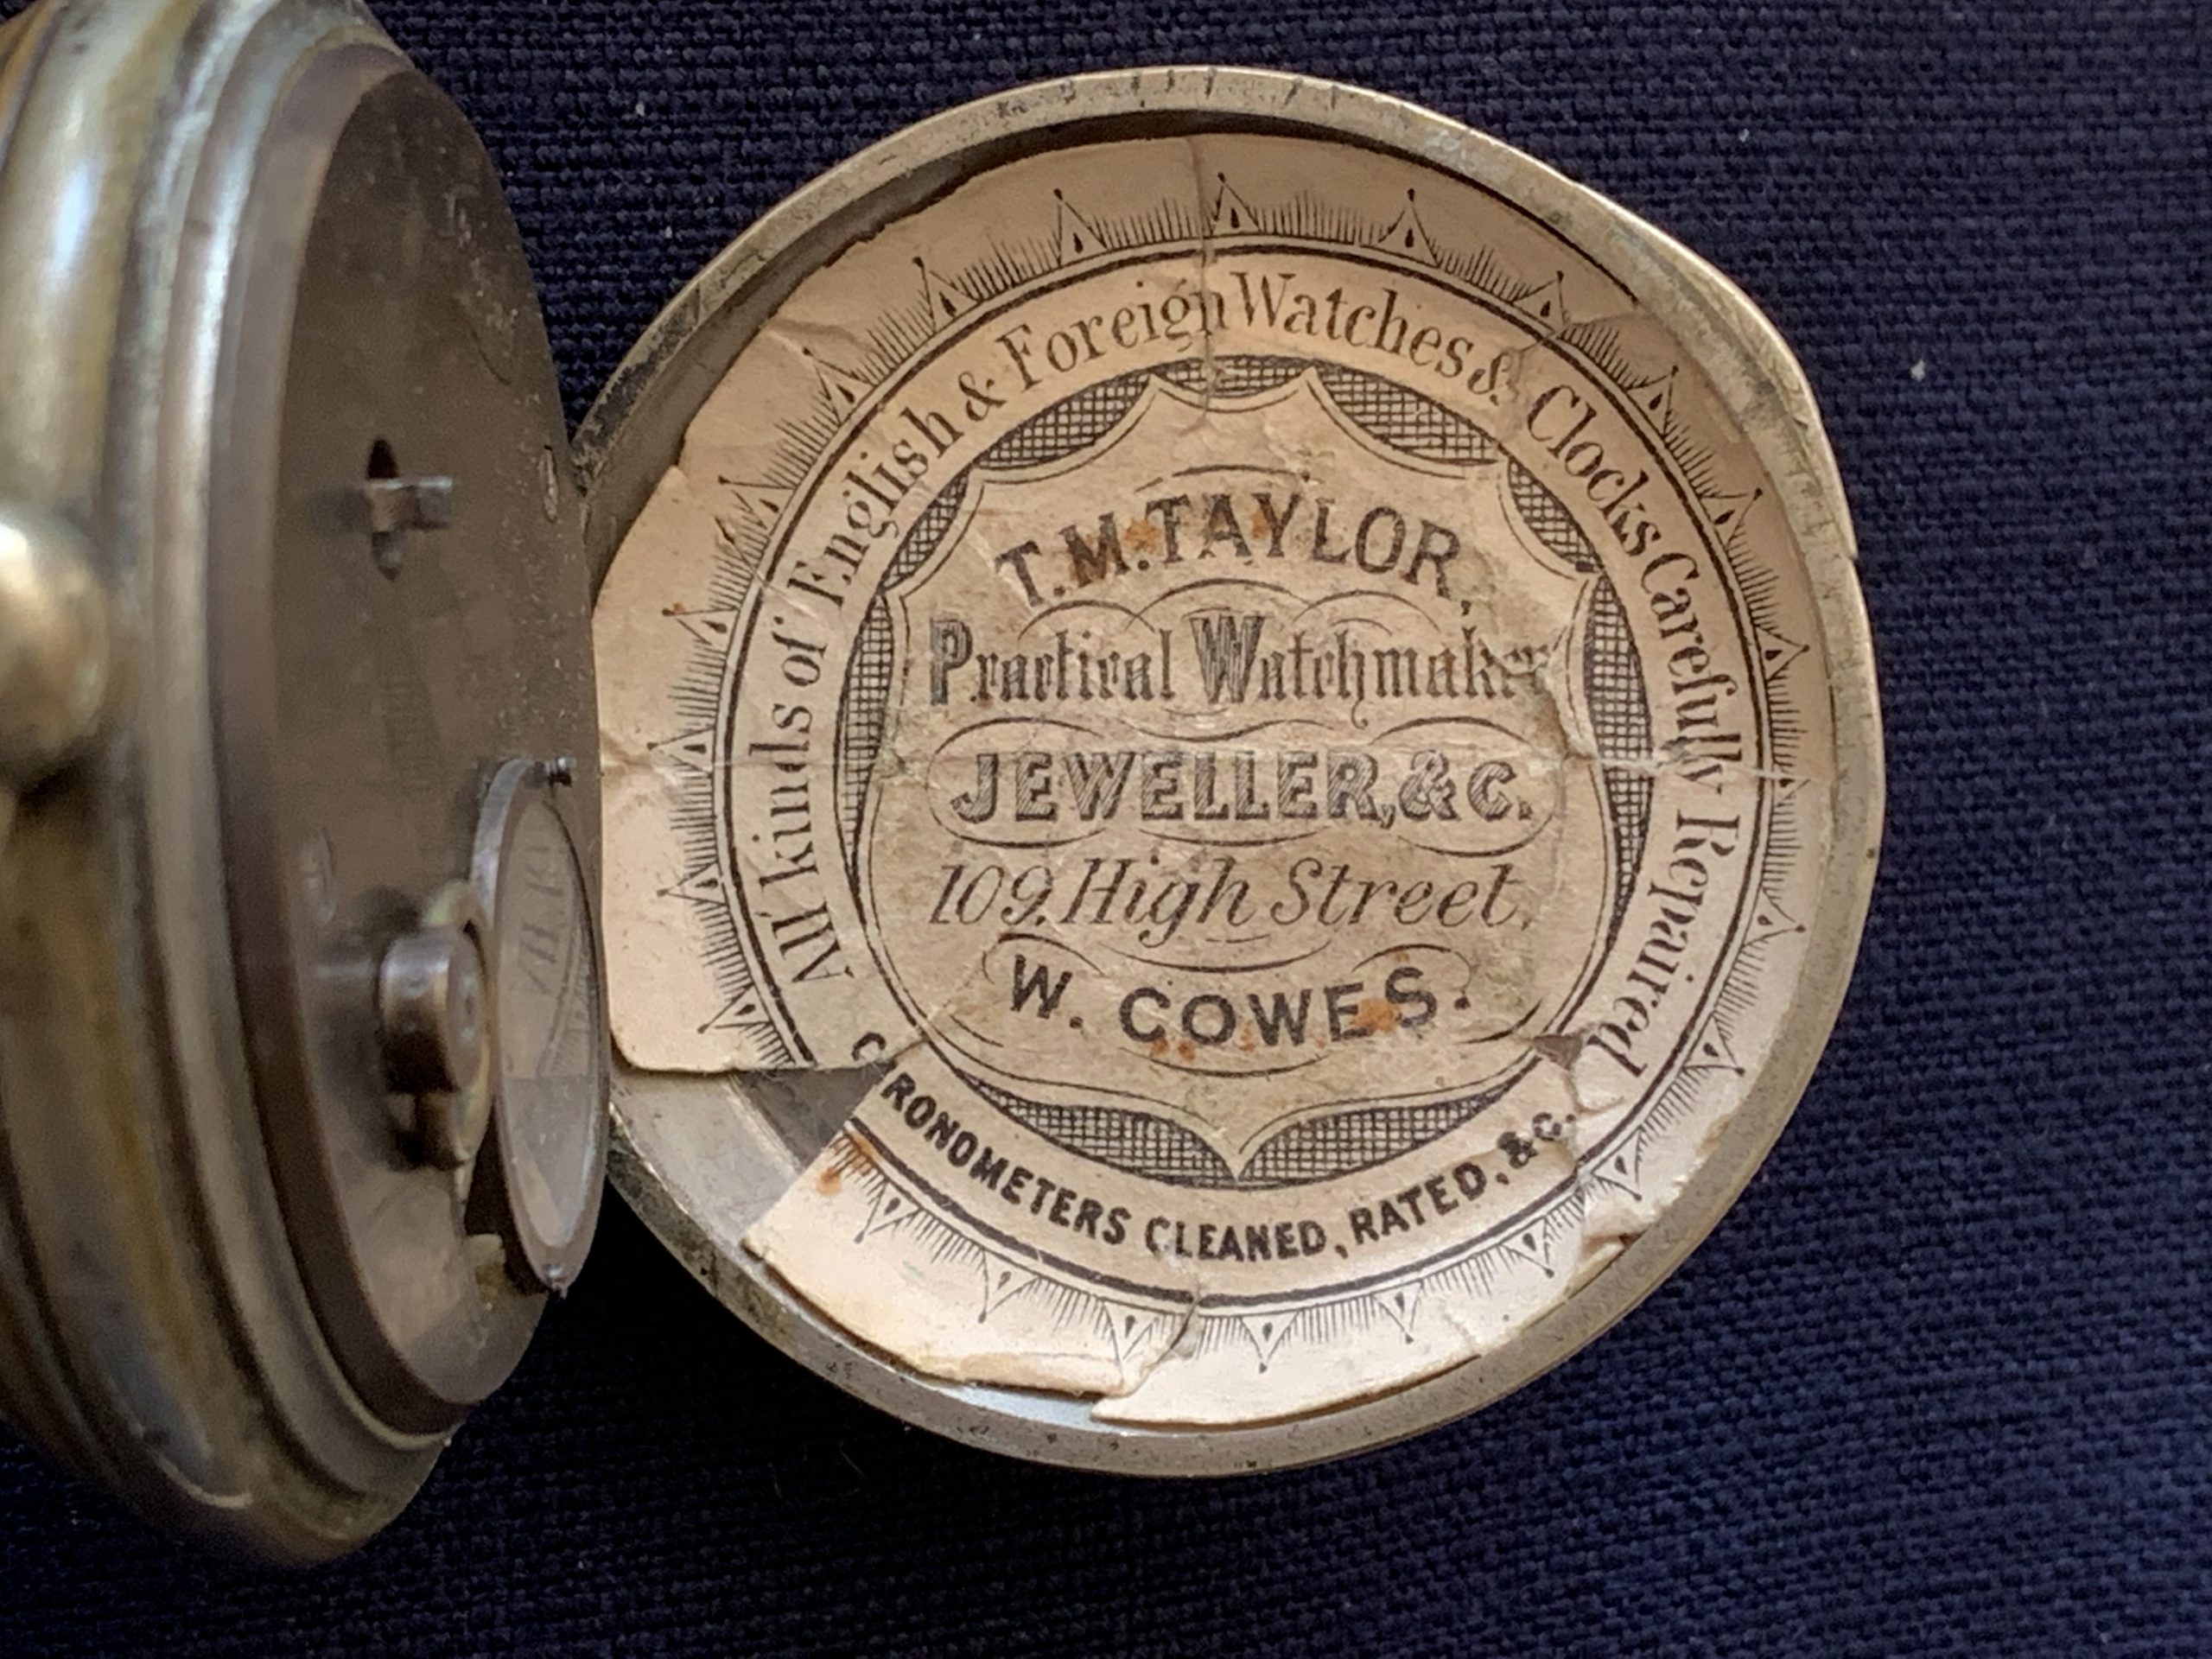 All kinds of English & Foreign Watches & Clocks Carefully Repaired
T.M.TAYLOR,
Practical Watchmaker
JEWELLER,&C.
109, High Street,
W. COWES.
C RONOMETERS CLEANED, RATED, &C.